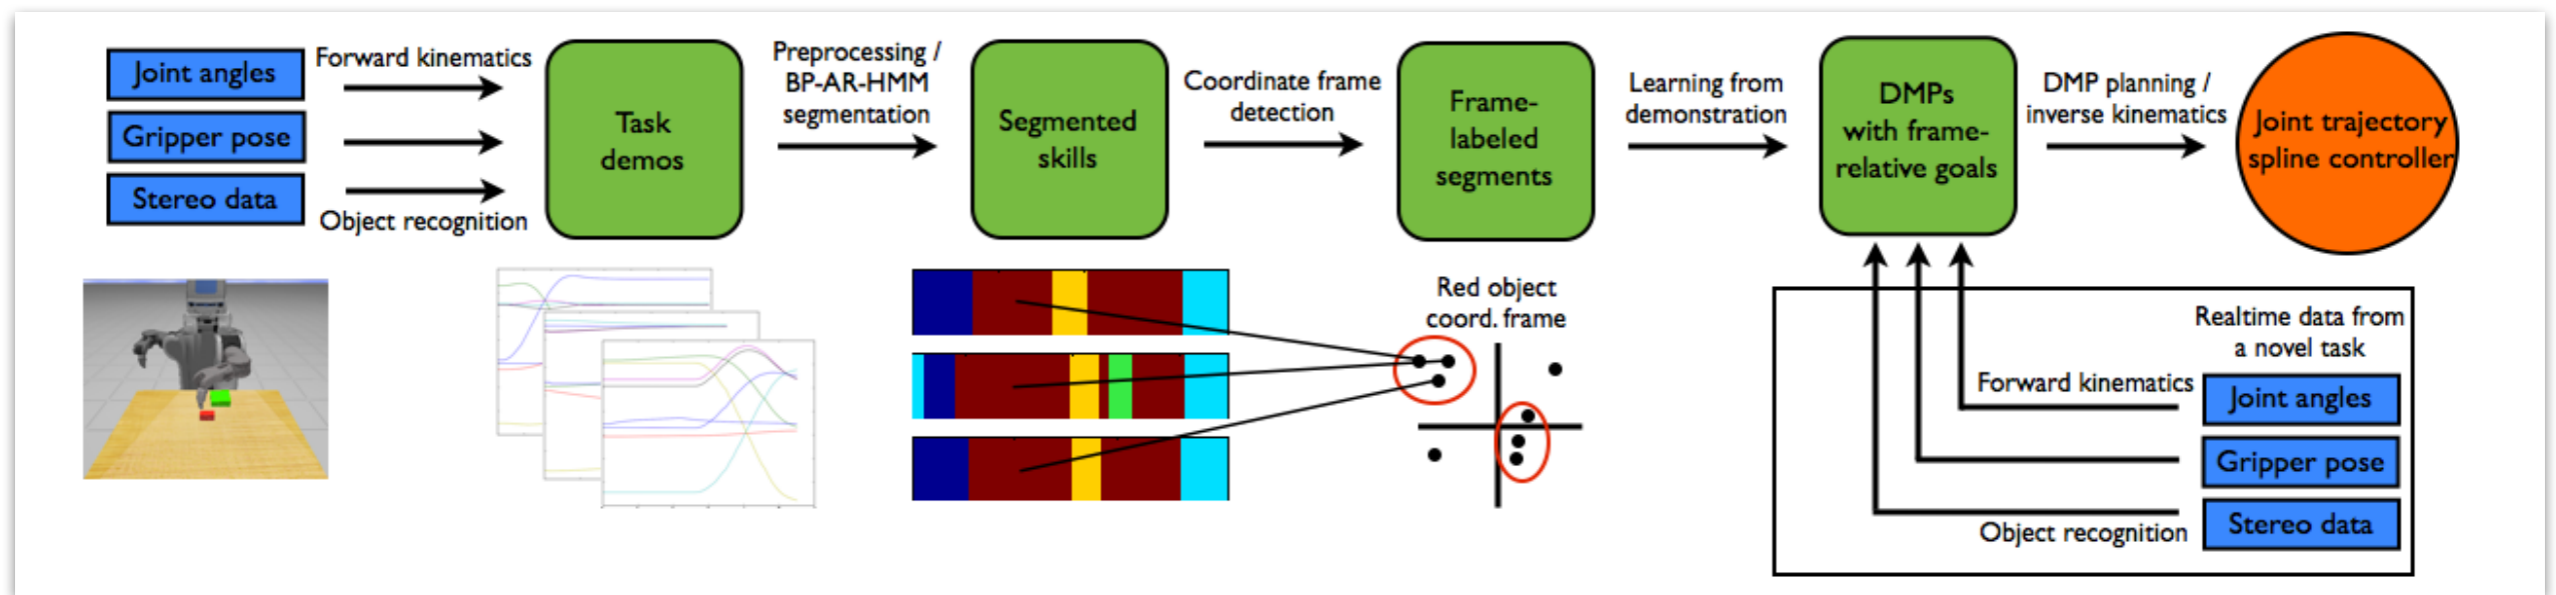 Joint angles
Gripper pose
Stereo data
Forward kinematics
Object recognition
Task
demos
Preprocessing /
BP-AR-HMM
segmentation
Segmented
skills
Coordinate frame
detection
Frame-
labeled
segments
Learning from
demonstration
DMPs
with frame-
relative goals
DMP planning /
inverse kinematics
Joint trajectory
spline controller
Red object
coord. frame
Realtime data from
a novel task
Forward kinematics
Joint angles
Gripper pose
Object recognition
Stereo data